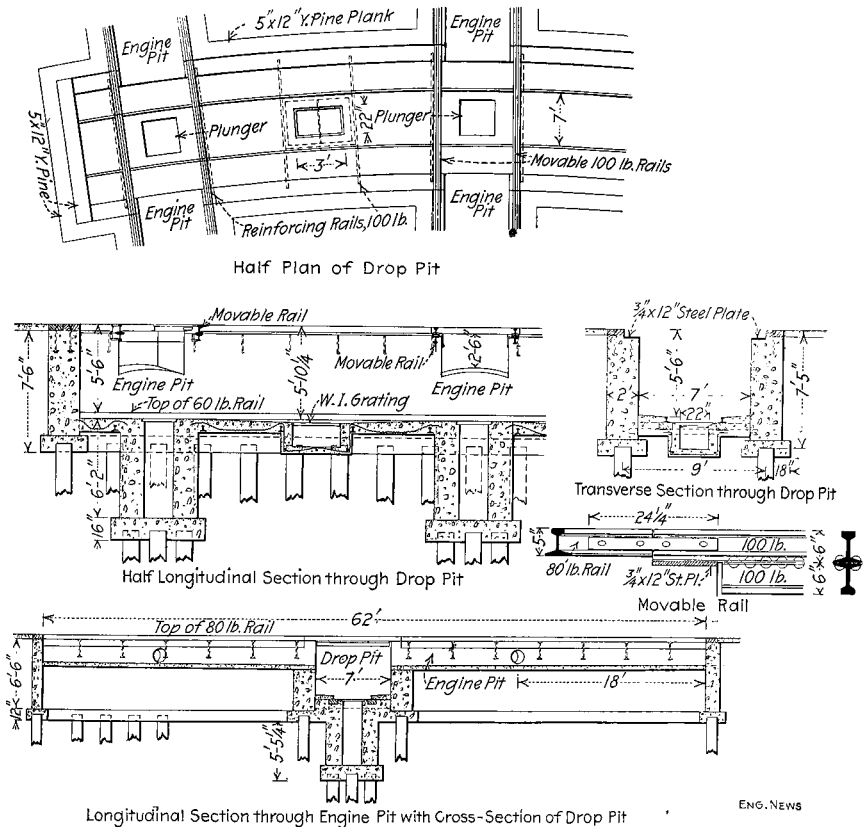 5"x12" Y. Pine Plank
Engine
Pit
Engine
Pit
5"x12" Y. Pine
Plunger
22"
Plunger
7'
3'
Movable 100 lb. Rails
Engine
Pit
Reinforcing Rails, 100 lb.
Engine
Pit
Half Plan of Drop Pit
Movable Rail
7'-6"
5'-6"
5'-10 1/4"
Movable Rail
2'-6"
Engine Pit
Engine Pit
Top of 60 lb. Rail
W.I. Grating
6'-2"
16"
Half Longitudinal Section through Drop Pit
3/4"x12" Steel Plate
5'-6"
7'-5"
2'
7'
22"
9'
18"
Transverse Section through Drop Pit
24 1/4"
5"
100 lb.
6"
80 lb. Rail
3/4"x12" St. Pl.
100 lb.
6"
Movable Rail
62'
Top of 80 lb. Rail
Drop Pit
7'
Engine Pit
18'
6'-6"
12"
5'-5 1/4"
Longitudinal Section through Engine Pit with Cross-Section of Drop Pit
ENG. NEWS